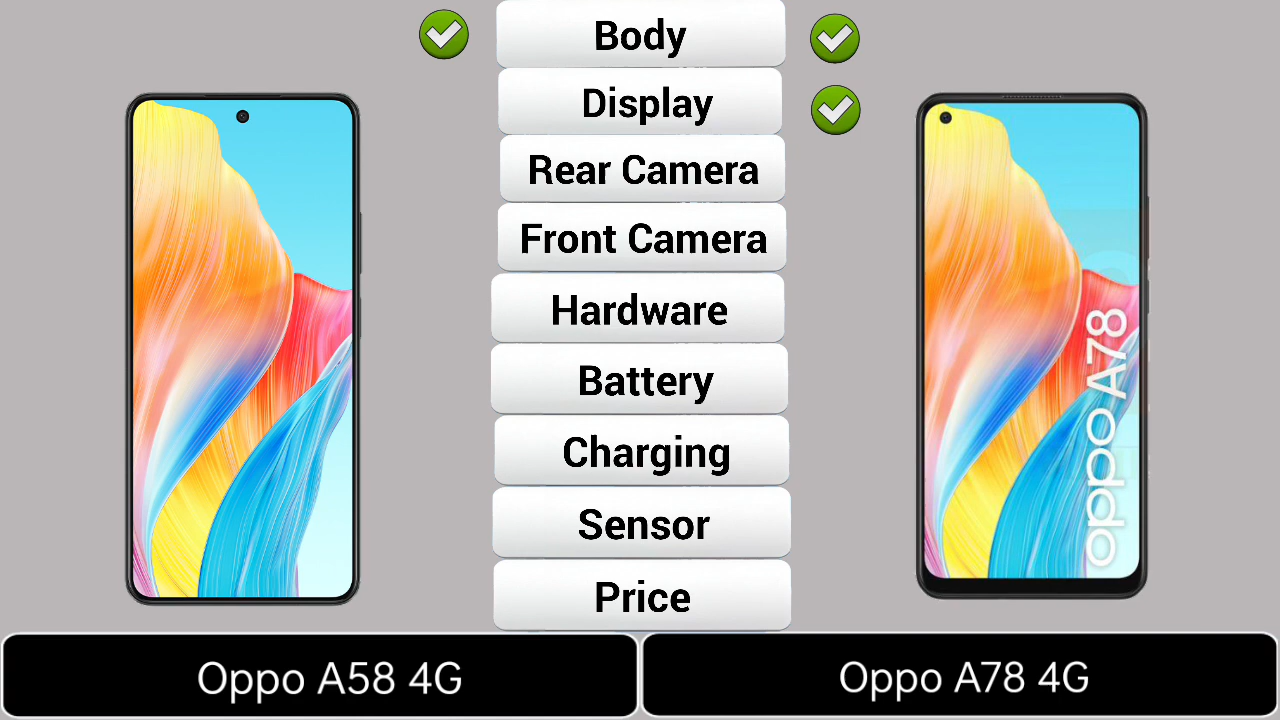 Body
Display
Rear Camera
Front Camera
Hardware
Battery
Charging
Sensor
Price
oppo A78
Oppo A58 4G
Oppo A78 4G